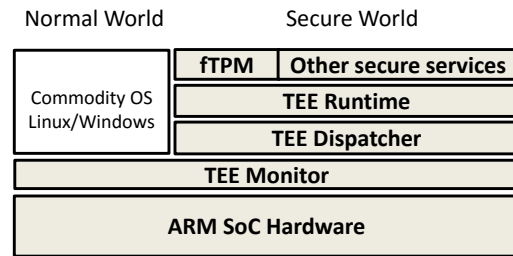 Normal World
Secure World
Commodity OS
Linux/Windows
fTPM
Other secure services
TEE Runtime
TEE Dispatcher
TEE Monitor
ARM SoC Hardware